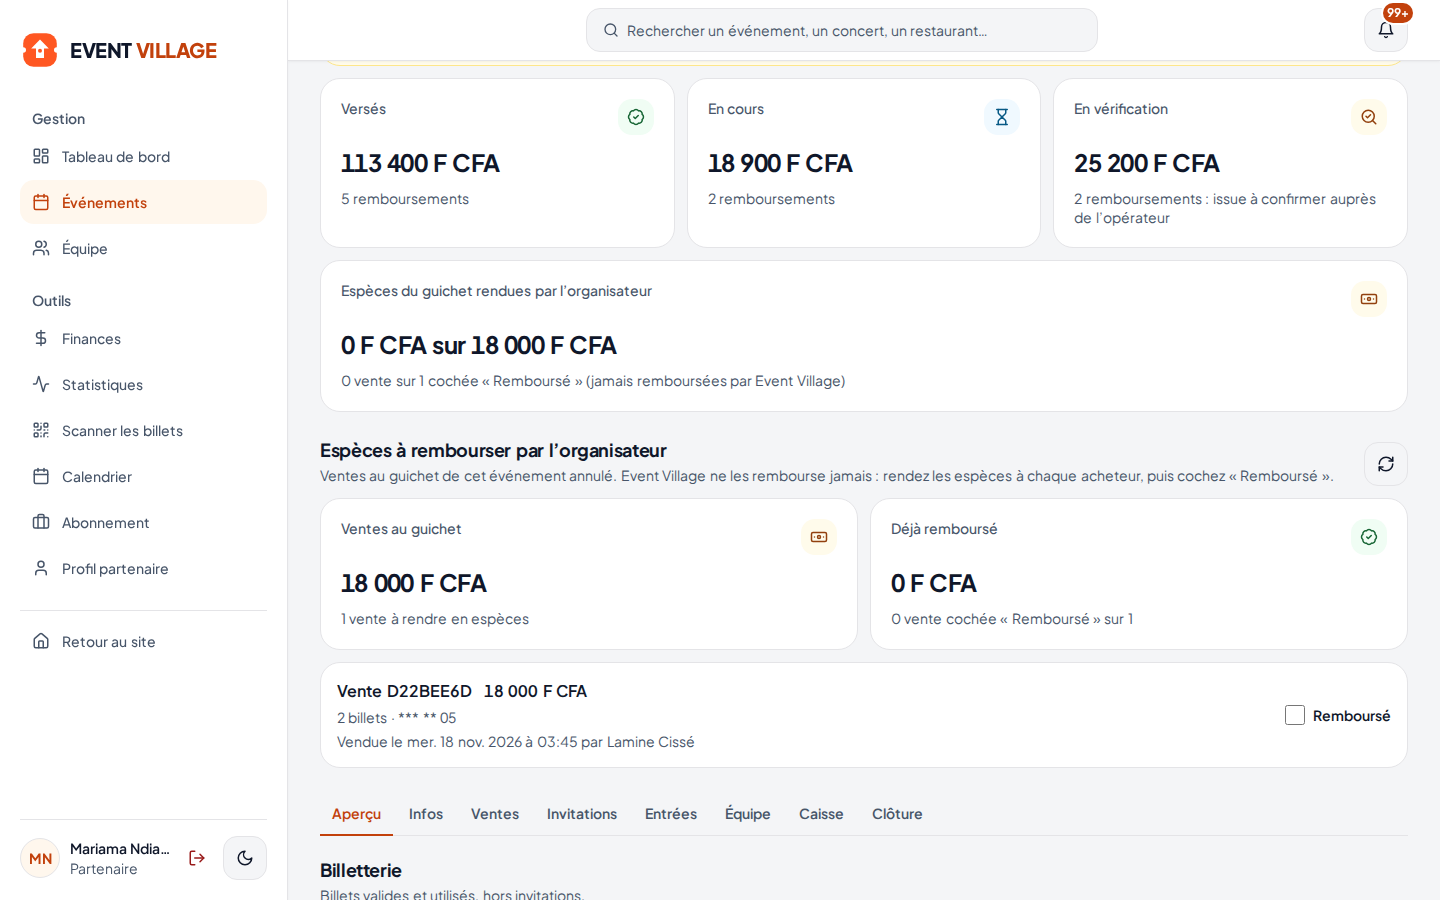 EVENT VILLAGE
Rechercher un événement, un concert, un restaurant…
99+
Gestion
Tableau de bord
Événements
Équipe
Outils
Finances
Statistiques
Scanner les billets
Calendrier
Abonnement
Profil partenaire
Retour au site
MN
Mariama Ndia…
Partenaire
Versés
113 400 F CFA
5 remboursements
En cours
18 900 F CFA
2 remboursements
En vérification
25 200 F CFA
2 remboursements : issue à confirmer auprès
de l’opérateur
Espèces du guichet rendues par l’organisateur
0 F CFA sur 18 000 F CFA
0 vente sur 1 cochée « Remboursé » (jamais remboursées par Event Village)
Espèces à rembourser par l’organisateur
Ventes au guichet de cet événement annulé. Event Village ne les rembourse jamais : rendez les espèces à chaque acheteur, puis cochez « Remboursé ».
Ventes au guichet
18 000 F CFA
1 vente à rendre en espèces
Déjà remboursé
0 F CFA
0 vente cochée « Remboursé » sur 1
Vente D22BEE6D 18 000 F CFA
2 billets · *** ** 05
Vendue le mer. 18 nov. 2026 à 03:45 par Lamine Cissé
Remboursé
Aperçu
Infos
Ventes
Invitations
Entrées
Équipe
Caisse
Clôture
Billetterie
Billets valides et utilisés, hors invitations.